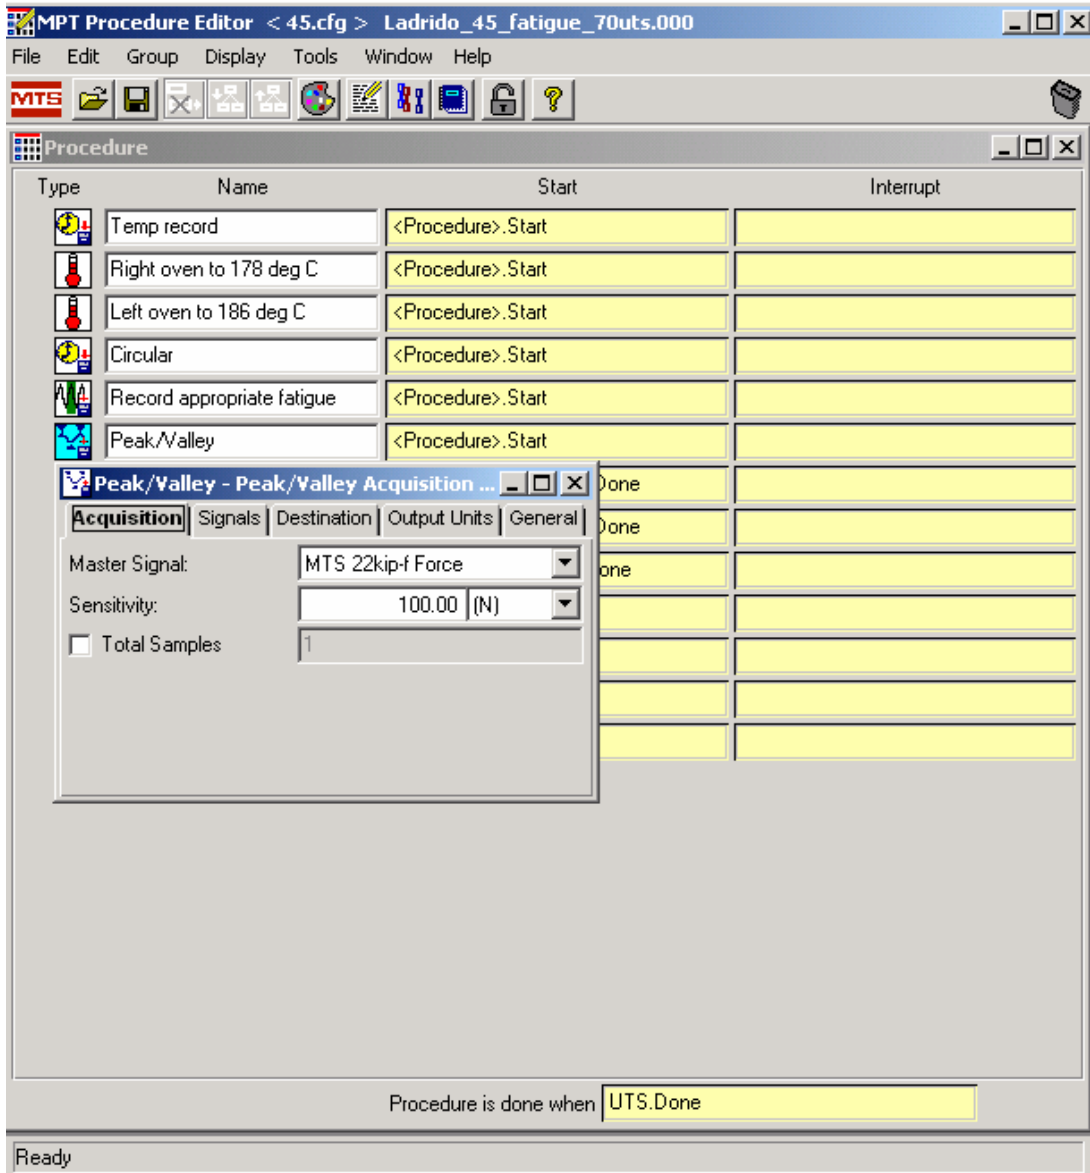 MPT Procedure Editor < 45.cfg > Ladrido_45_fatigue_70uts.000
File Edit Group Display Tools Window Help
MTS
Procedure
Type Name Start Interrupt
Temp record <Procedure>.Start
Right oven to 178 deg C <Procedure>.Start
Left oven to 186 deg C <Procedure>.Start
Circular <Procedure>.Start
Record appropriate fatigue <Procedure>.Start
Peak/Valley <Procedure>.Start
Peak/Valley - Peak/Valley Acquisition ... Done
Acquisition Signals Destination Output Units General
Done
Master Signal: MTS 22kip-f Force
one
Sensitivity: 100.00 (N)
Total Samples 1
Procedure is done when UTS.Done
Ready